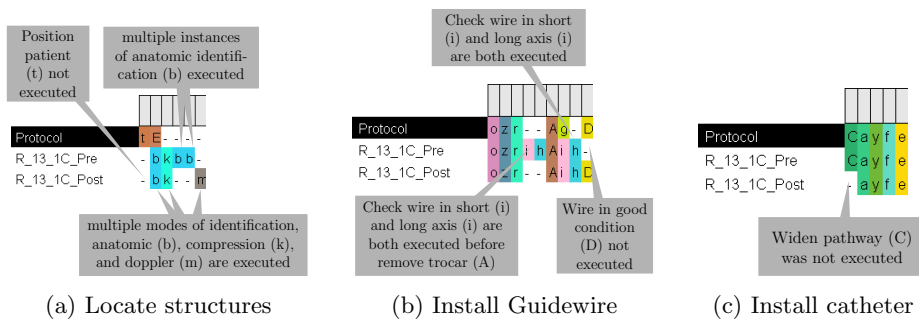 Position
patient
(t) not
executed
multiple instances
of anatomic identifi-
cation (b) executed
Protocol t E - - - -
R_13_1C_Pre - b k b b -
R_13_1C_Post - b k - - m
multiple modes of identification,
anatomic (b), compression (k),
and doppler (m) are executed
(a) Locate structures
Check wire in short
(i) and long axis (i)
are both executed
Protocol o z r - - A g - D
R_13_1C_Pre o z r i h A i h -
R_13_1C_Post o z r - - A i h D
Check wire in short (i)
and long axis (i) are
both executed before
remove trocar (A)
Wire in good
condition
(D) not
executed
(b) Install Guidewire
Protocol C a y f e
R_13_1C_Pre C a y f e
R_13_1C_Post - a y f e
Widen pathway (C)
was not executed
(c) Install catheter